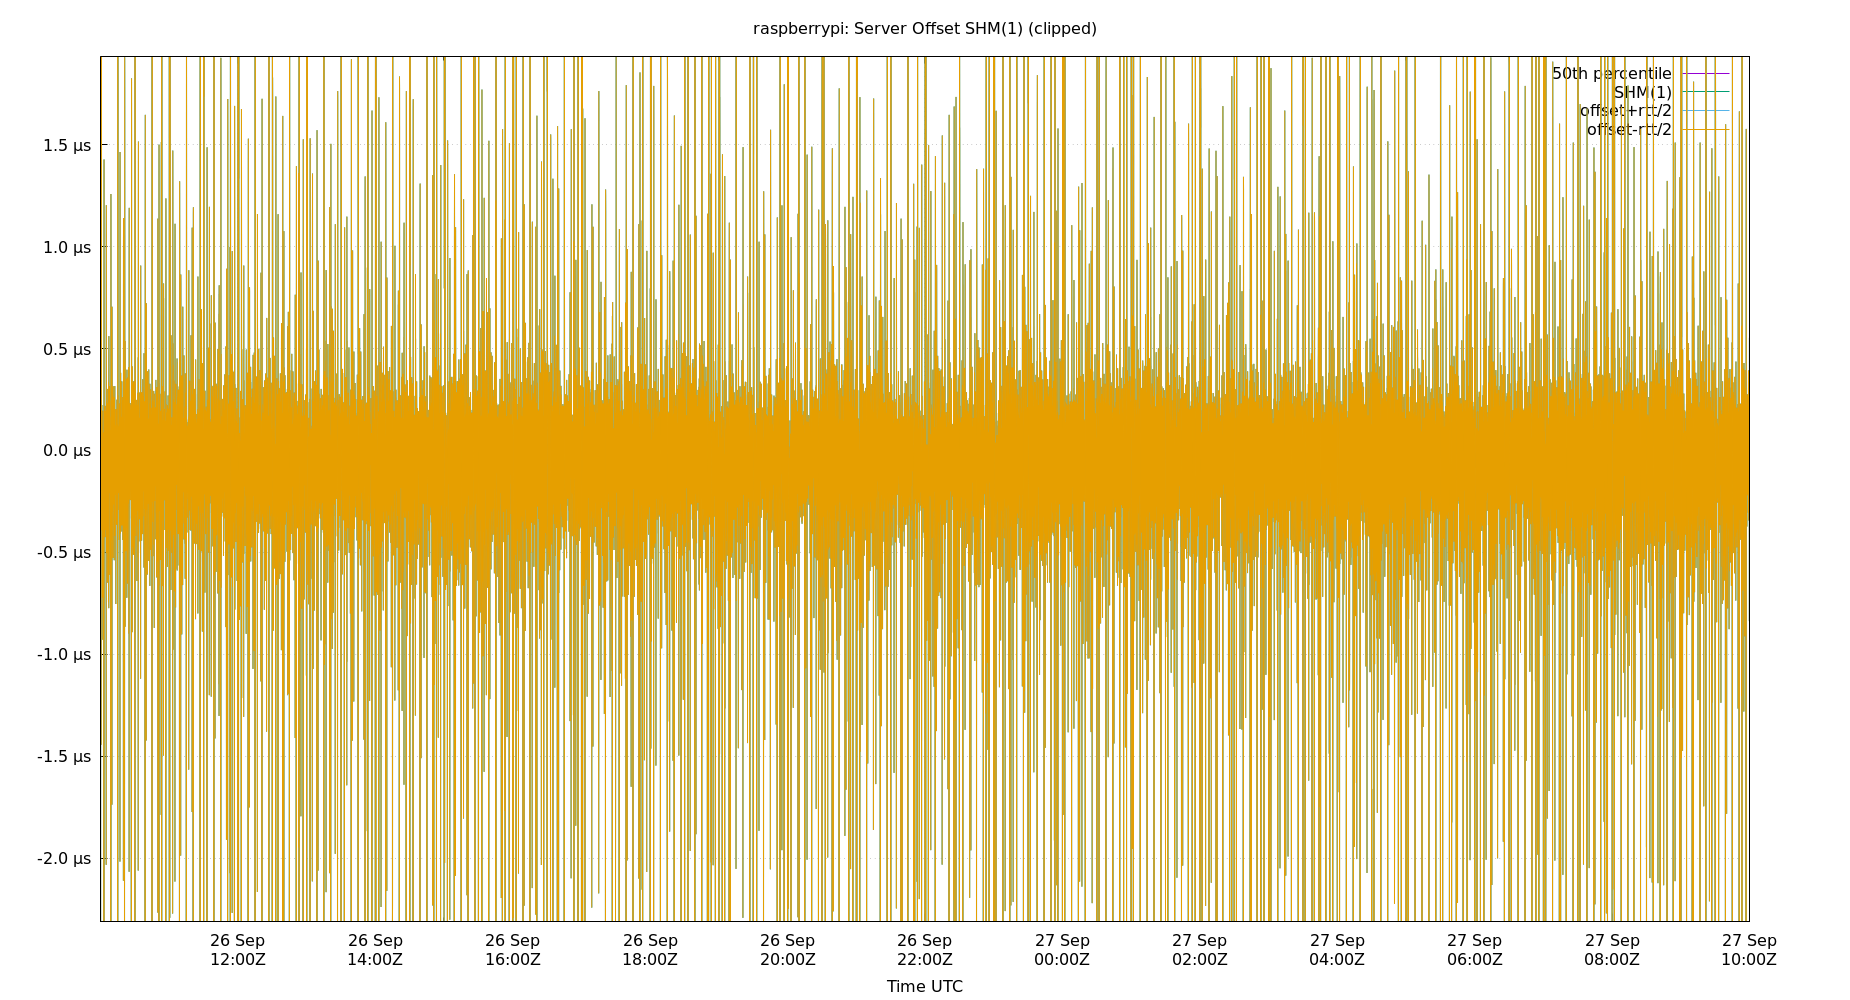 raspberrypi: Server Offset SHM(1) (clipped)
50th percentile
SHM(1)
offset+rtt/2
offset-rtt/2
1.5 µs
1.0 µs
0.5 µs
0.0 µs
-0.5 µs
-1.0 µs
-1.5 µs
-2.0 µs
26 Sep 26 Sep 26 Sep 26 Sep 26 Sep 26 Sep 27 Sep 27 Sep 27 Sep 27 Sep 27 Sep 27 Sep
12:00Z 14:00Z 16:00Z 18:00Z 20:00Z 22:00Z 00:00Z 02:00Z 04:00Z 06:00Z 08:00Z 10:00Z
Time UTC